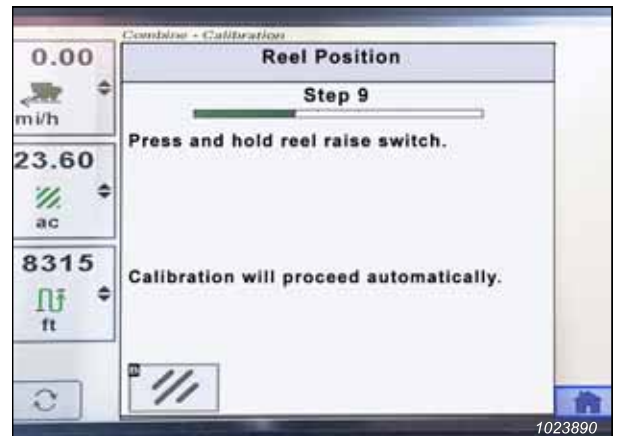 Combine - Calibration
0.00
mi/h
23.60
ac
8315
ft
Reel Position
Step 9
Press and hold reel raise switch.
Calibration will proceed automatically.
1023890